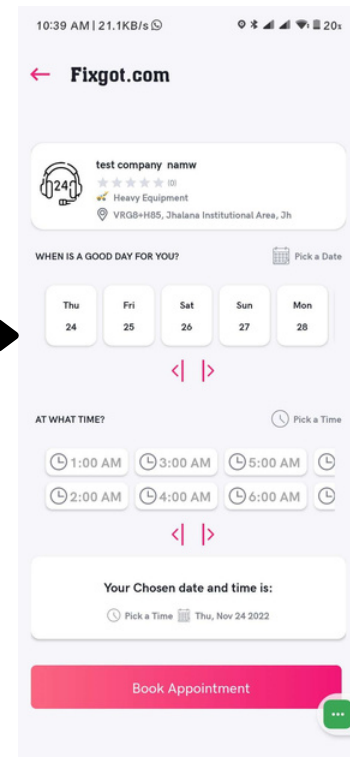 10:39 AM | 21.1KB/s 20%
Fixgot.com
24
test company namw
(0)
Heavy Equipment
VRG8+H85, Jhalana Institutional Area, Jh
WHEN IS A GOOD DAY FOR YOU? Pick a Date
Thu Fri Sat Sun Mon
24 25 26 27 28
<| |>
AT WHAT TIME? Pick a Time
1:00 AM 3:00 AM 5:00 AM
2:00 AM 4:00 AM 6:00 AM
<| |>
Your Chosen date and time is:
Pick a Time Thu, Nov 24 2022
Book Appointment